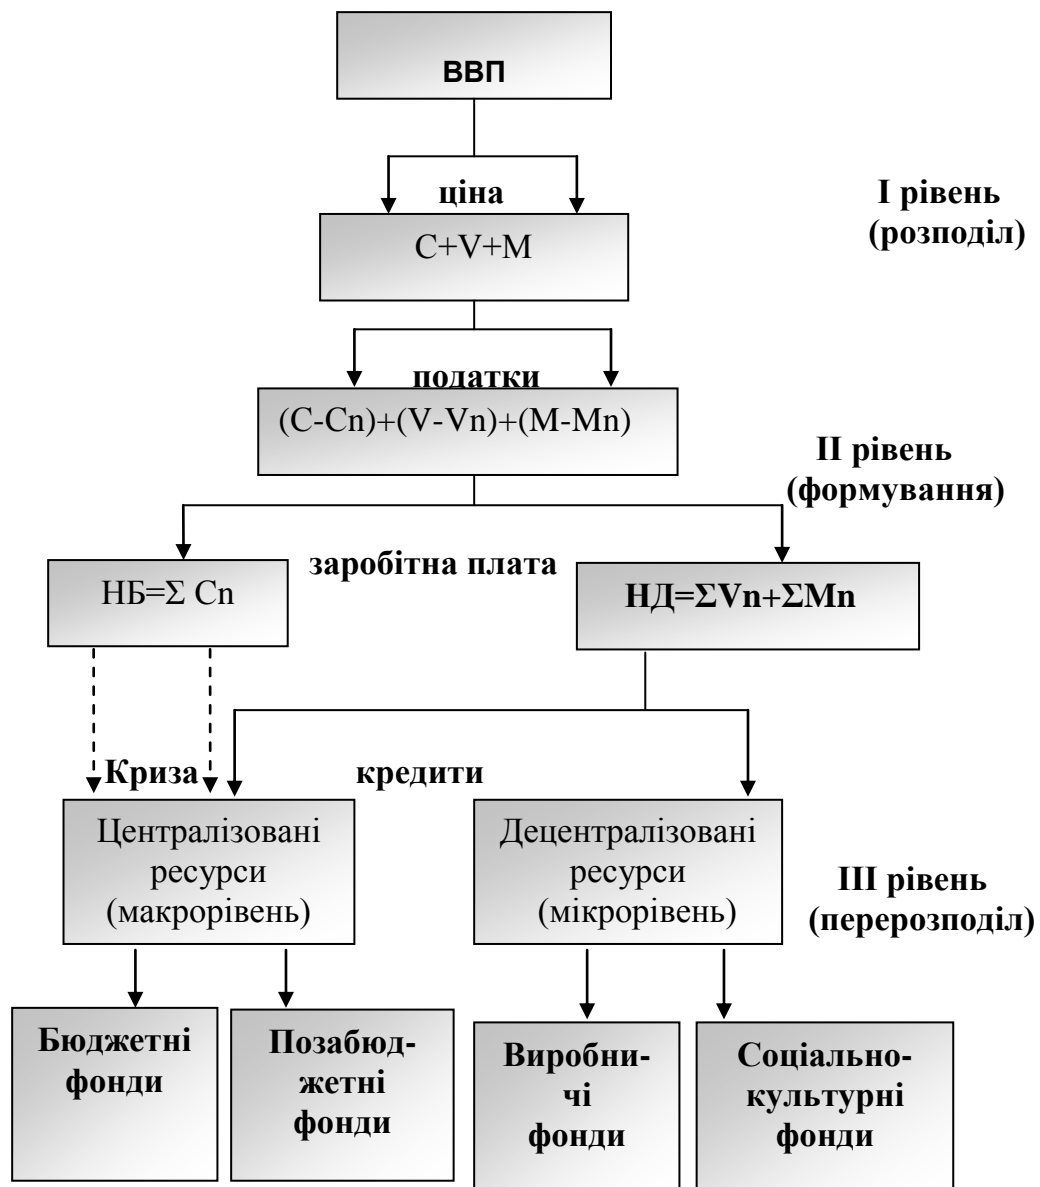 ВВП
ціна
І рівень
(розподіл)
C+V+M
податки
(C-Cn)+(V-Vn)+(M-Mn)
ІІ рівень
(формування)
заробітна плата
НБ=Σ Cn
НД=ΣVn+ΣMn
Криза
кредити
Централізовані
ресурси
(макрорівень)
Децентралізовані
ресурси
(мікрорівень)
ІІІ рівень
(перерозподіл)
Бюджетні
фонди
Позабюд-
жетні
фонди
Виробни-
чі
фонди
Соціально-
культурні
фонди